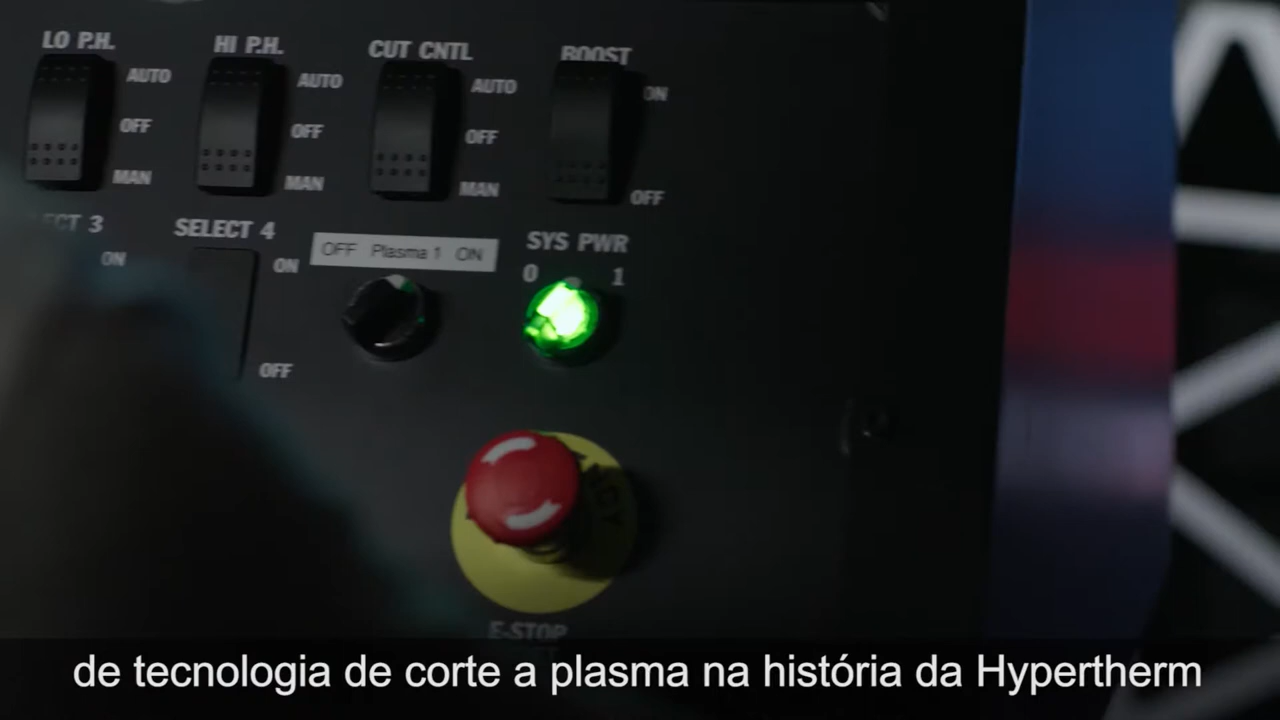 LO P.H.
HI P.H.
CUT CNTL
BOOST
AUTO
AUTO
AUTO
ON
OFF
OFF
OFF
MAN
MAN
MAN
OFF
3
SELECT 4
ON
ON
OFF Plasma 1 ON
SYS PWR
0 1
OFF
E-STOP
de tecnologia de corte a plasma na história da Hypertherm